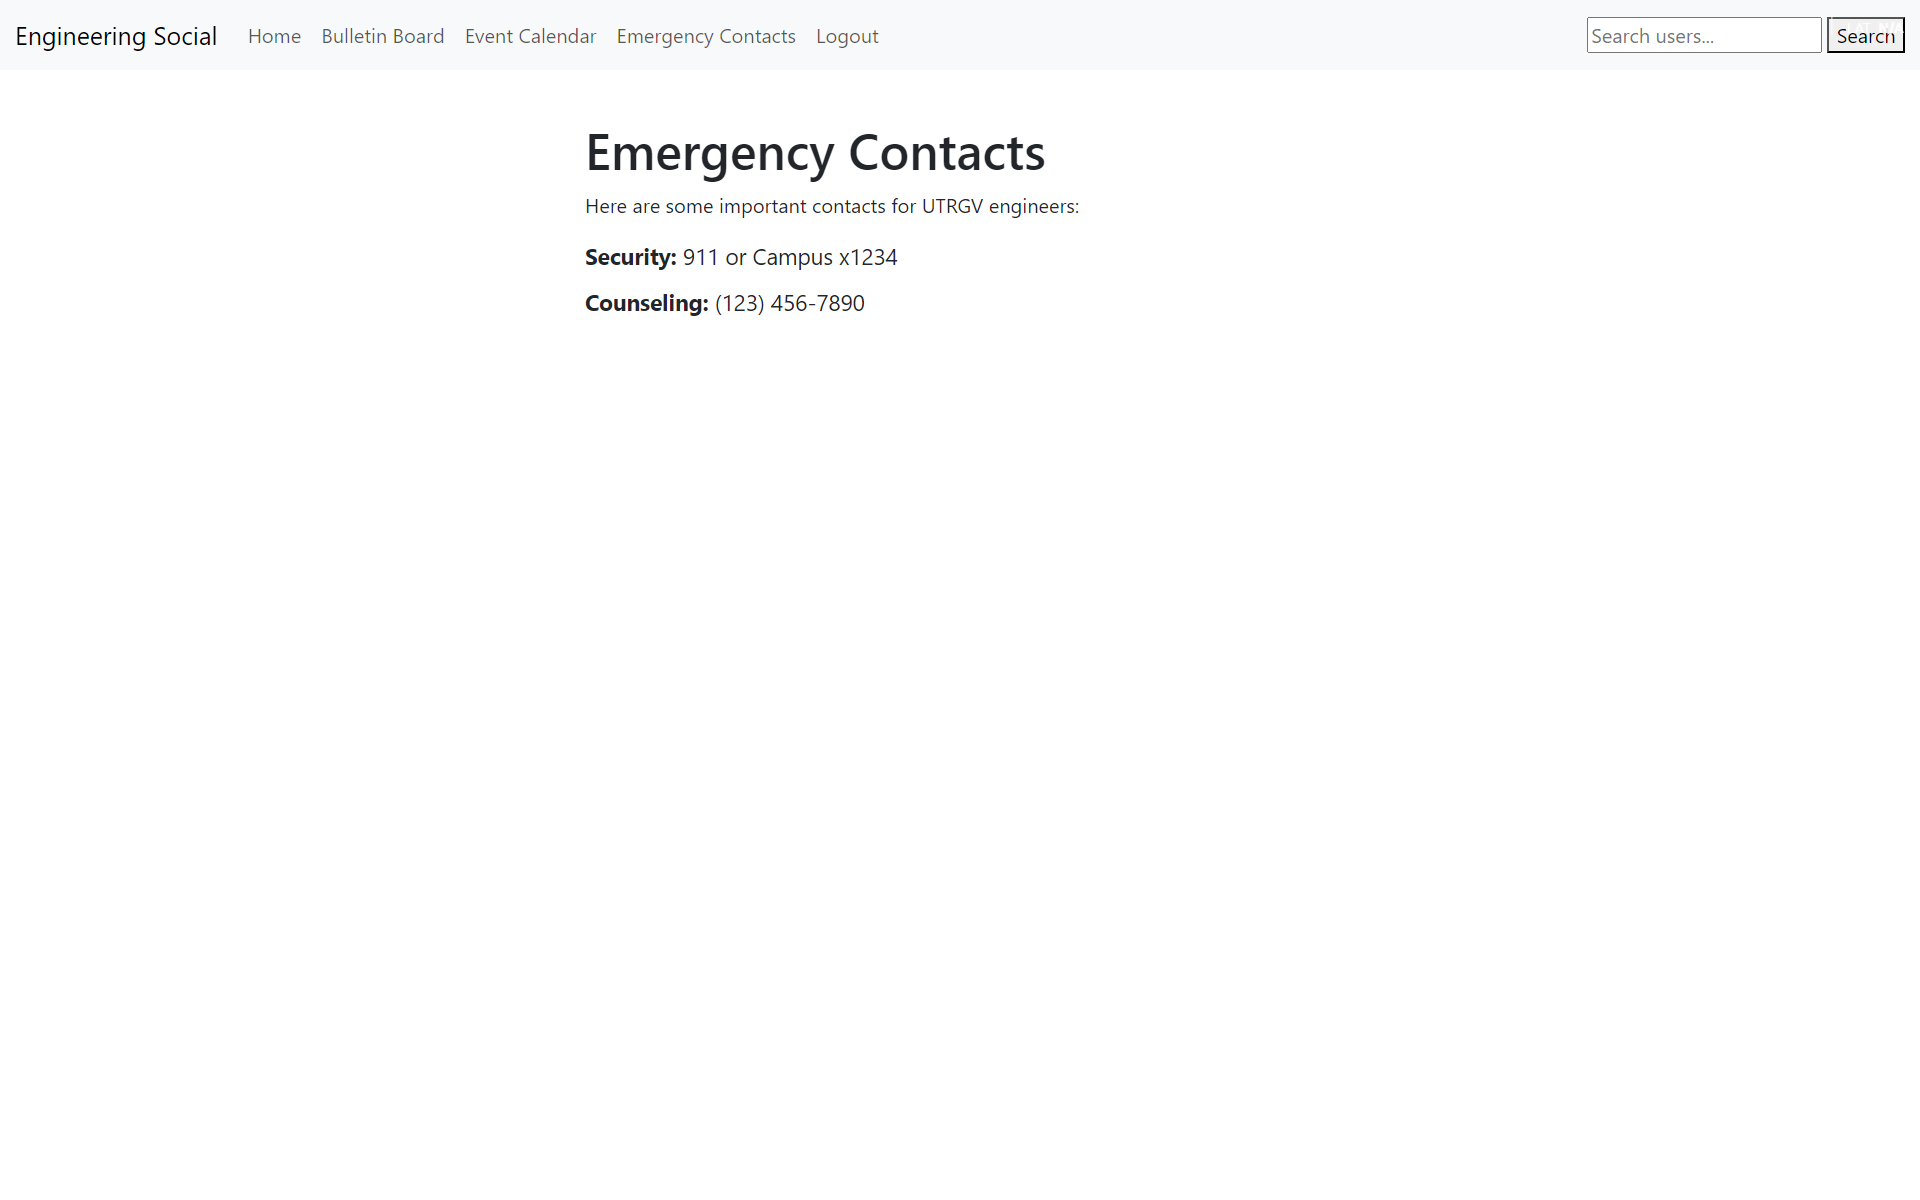 Engineering Social Home Bulletin Board Event Calendar Emergency Contacts Logout Search users... Search
Emergency Contacts
Here are some important contacts for UTRGV engineers:
Security: 911 or Campus x1234
Counseling: (123) 456-7890